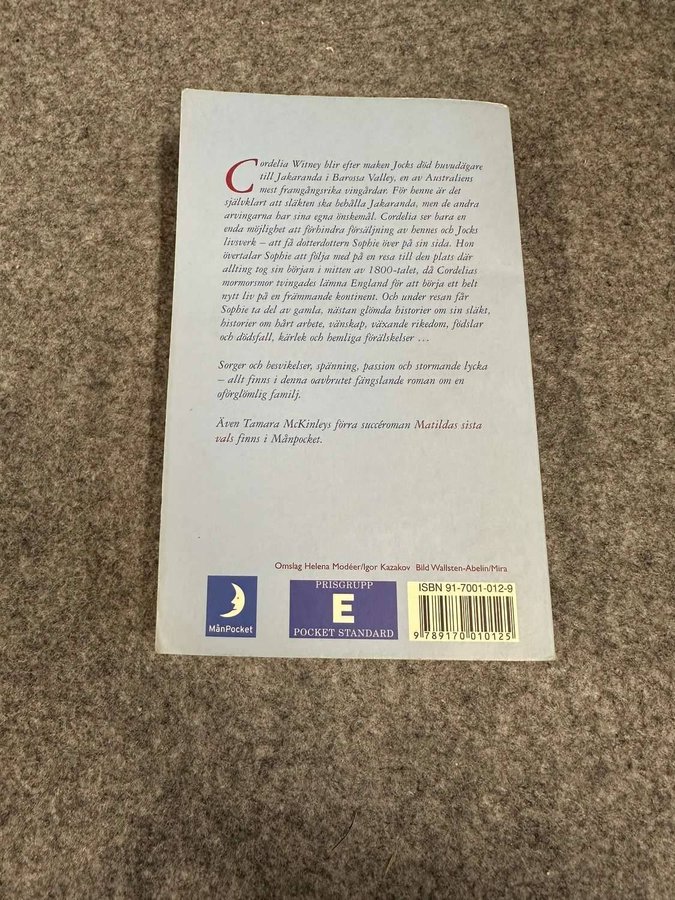 Cordelia Witney blir efter maken Jocks död huvudägare
till Jakaranda i Barossa Valley, en av Australiens
mest framgångsrika vingårdar. För henne är det
självklart att släkten ska behålla Jakaranda, men de andra
arvingarna har sina egna önskemål. Cordelia ser bara en
enda möjlighet att förhindra försäljning av hennes och Jocks
livsverk – att få dotterdottern Sophie över på sin sida. Hon
övertalar Sophie att följa med på en resa till den plats där
allting tog sin början i mitten av 1800-talet, då Cordelias
mormorsmor tvingades lämna England för att börja ett helt
nytt liv på en främmande kontinent. Och under resan får
Sophie ta del av gamla, nästan glömda historier om sin släkt,
historier om hårt arbete, vänskap, växande rikedom, födslar
och dödsfall, kärlek och hemliga förälskelser ...
Sorger och besvikelser, spänning, passion och stormande lycka
– allt finns i denna oavbrutet fängslande roman om en
oförglömlig familj.
Även Tamara McKinleys förra succéroman Matildas sista
vals finns i Månpocket.
Omslag Helena Modéer/Igor Kazakov Bild Wallsten-Abelin/Mira
MånPocket
PRISGRUPP
E
POCKET STANDARD
ISBN 91-7001-012-9
9 789170 010125